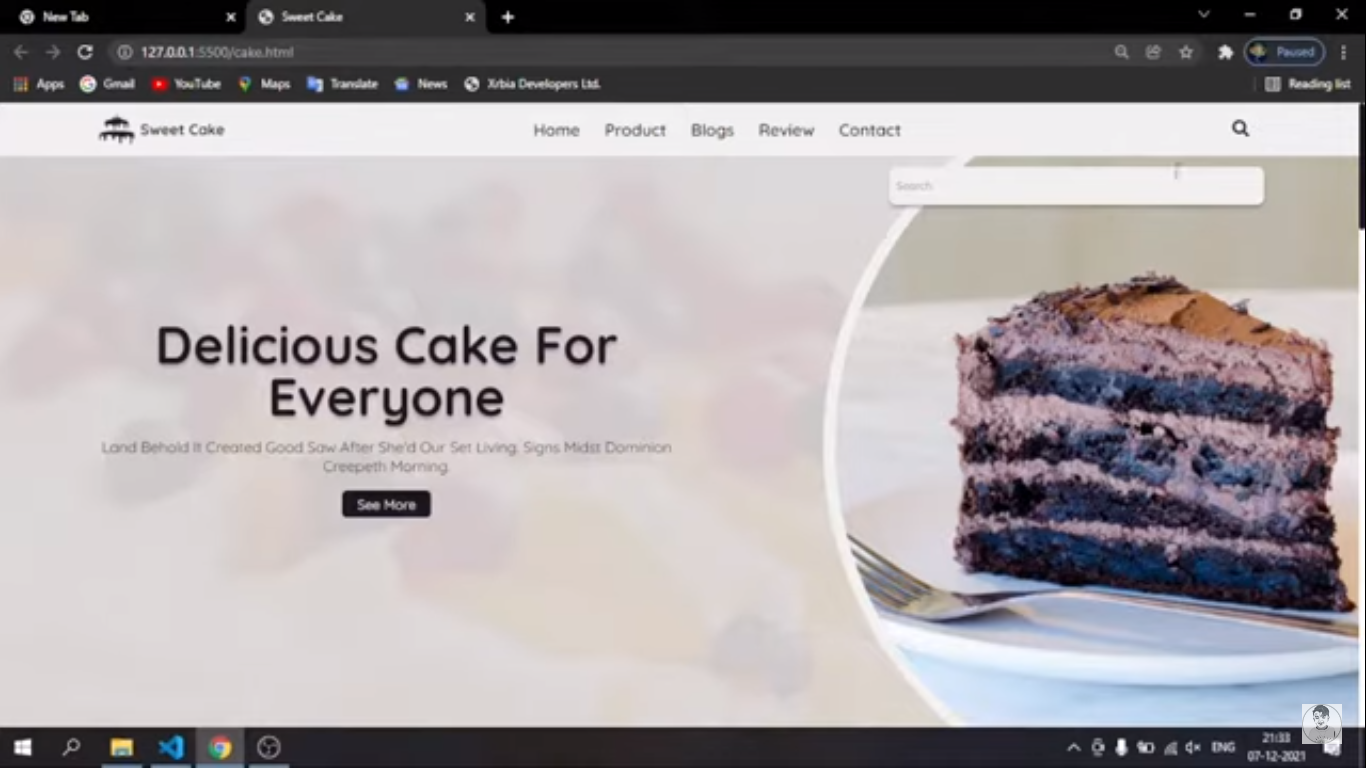 New Tab
Sweet Cake
127.0.0.1:5500/cake.html
Paused
Apps
Gmail
YouTube
Maps
Translate
News
Xrbia Developers Ltd.
Reading list
Sweet Cake
Home
Product
Blogs
Review
Contact
Search
Delicious Cake For
Everyone
Land Behold It Created Good Saw After She'd Our Set Living. Signs Midst Dominion
Creepeth Morning.
See More
ENG
21:33
07-12-2021